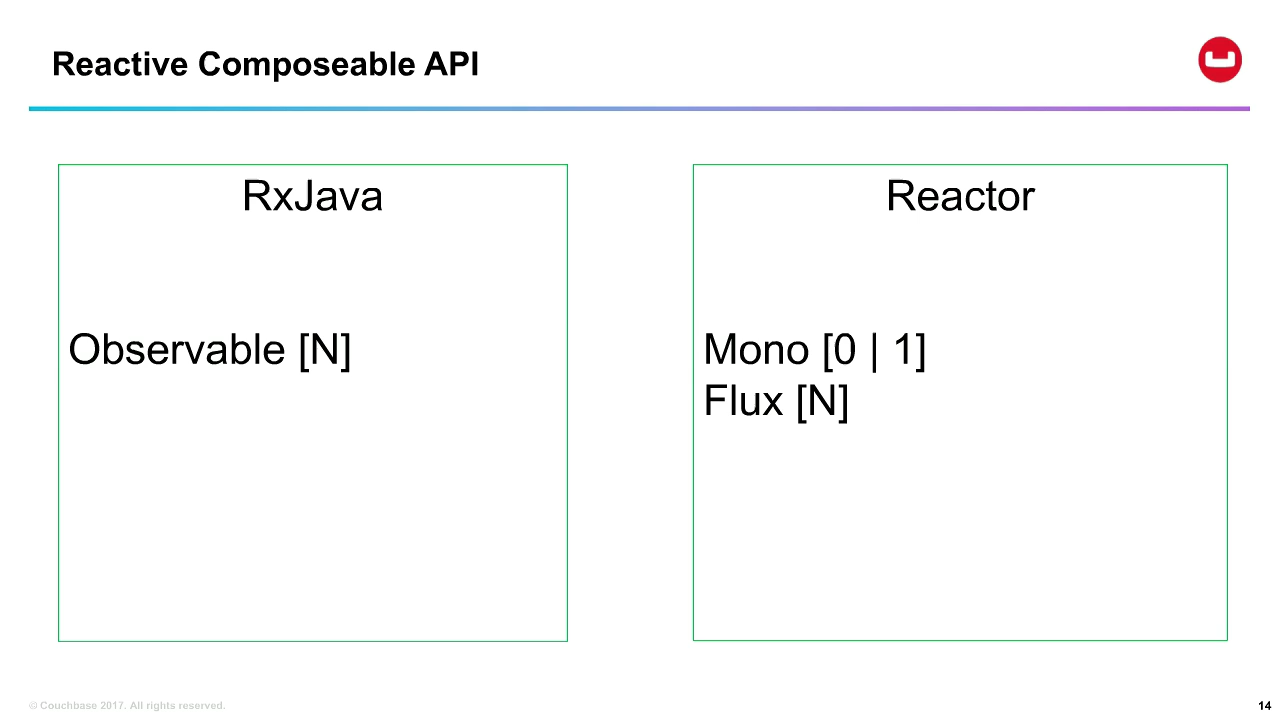 Reactive Composeable API
RxJava
Observable [N]
Reactor
Mono [0 | 1]
Flux [N]
© Couchbase 2017. All rights reserved.
14